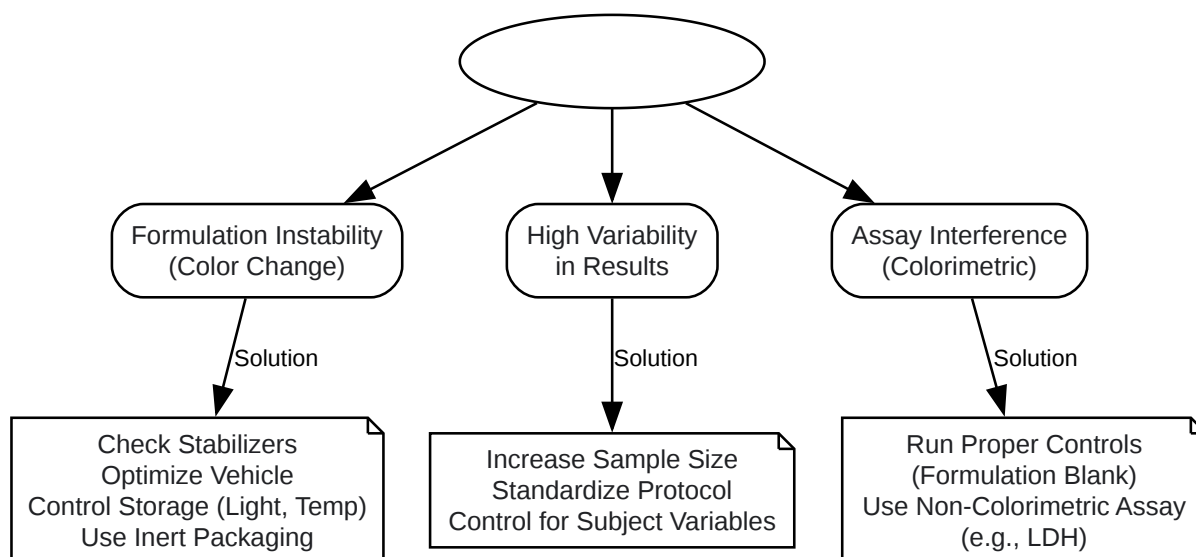 Formulation Instability
(Color Change)
High Variability
in Results
Assay Interference
(Colorimetric)
Solution
Solution
Solution
Check Stabilizers
Optimize Vehicle
Control Storage (Light, Temp)
Use Inert Packaging
Increase Sample Size
Standardize Protocol
Control for Subject Variables
Run Proper Controls
(Formulation Blank)
Use Non-Colorimetric Assay
(e.g., LDH)